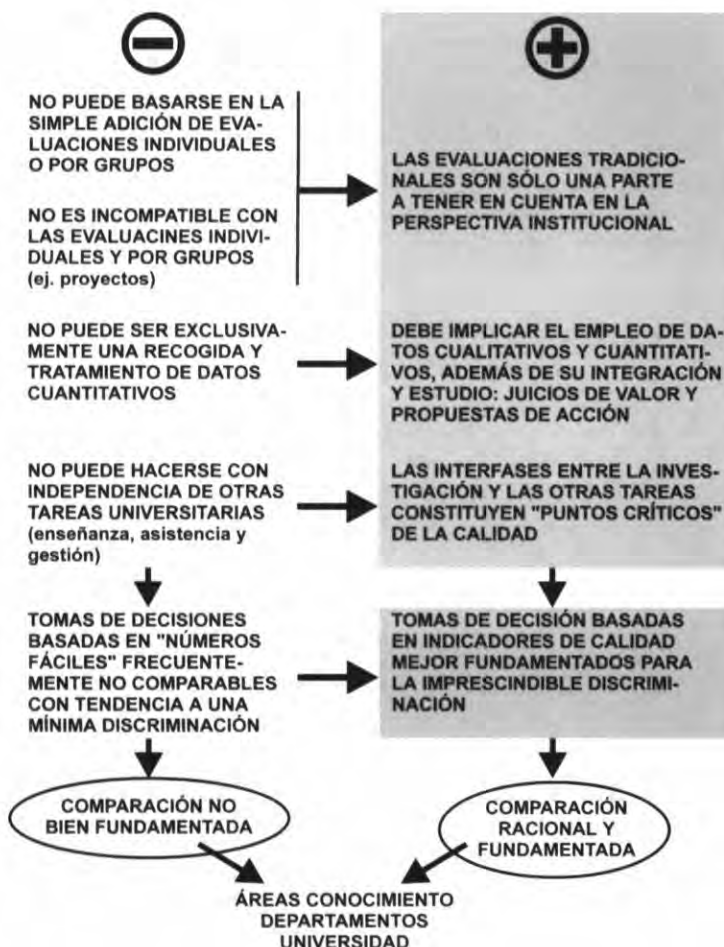 NO PUEDE BASARSE EN LA
SIMPLE ADICIÓN DE EVA-
LUACIONES INDIVIDUALES
O POR GRUPOS
NO ES INCOMPATIBLE CON
LAS EVALUACINES INDIVI-
DUALES Y POR GRUPOS
(ej. proyectos)
LAS EVALUACIONES TRADICIO-
NALES SON SÓLO UNA PARTE
A TENER EN CUENTA EN LA
PERSPECTIVA INSTITUCIONAL
NO PUEDE SER EXCLUSIVA-
MENTE UNA RECOGIDA Y
TRATAMIENTO DE DATOS
CUANTITATIVOS
DEBE IMPLICAR EL EMPLEO DE DA-
TOS CUALITATIVOS Y CUANTITATI-
VOS, ADEMÁS DE SU INTEGRACIÓN
Y ESTUDIO: JUICIOS DE VALOR Y
PROPUESTAS DE ACCIÓN
NO PUEDE HACERSE CON
INDEPENDENCIA DE OTRAS
TAREAS UNIVERSITARIAS
(enseñanza, asistencia y
gestión)
LAS INTERFASES ENTRE LA INVES-
TIGACIÓN Y LAS OTRAS TAREAS
CONSTITUYEN "PUNTOS CRÍTICOS"
DE LA CALIDAD
TOMAS DE DECISIONES
BASADAS EN "NÚMEROS
FÁCILES" FRECUENTE-
MENTE NO COMPARABLES
CON TENDENCIA A UNA
MÍNIMA DISCRIMINACIÓN
TOMAS DE DECISIÓN BASADAS
EN INDICADORES DE CALIDAD
MEJOR FUNDAMENTADOS PARA
LA IMPRESCINDIBLE DISCRIMI-
NACIÓN
COMPARACIÓN NO
BIEN FUNDAMENTADA
COMPARACIÓN
RACIONAL Y
FUNDAMENTADA
ÁREAS CONOCIMIENTO
DEPARTAMENTOS
UNIVERSIDAD